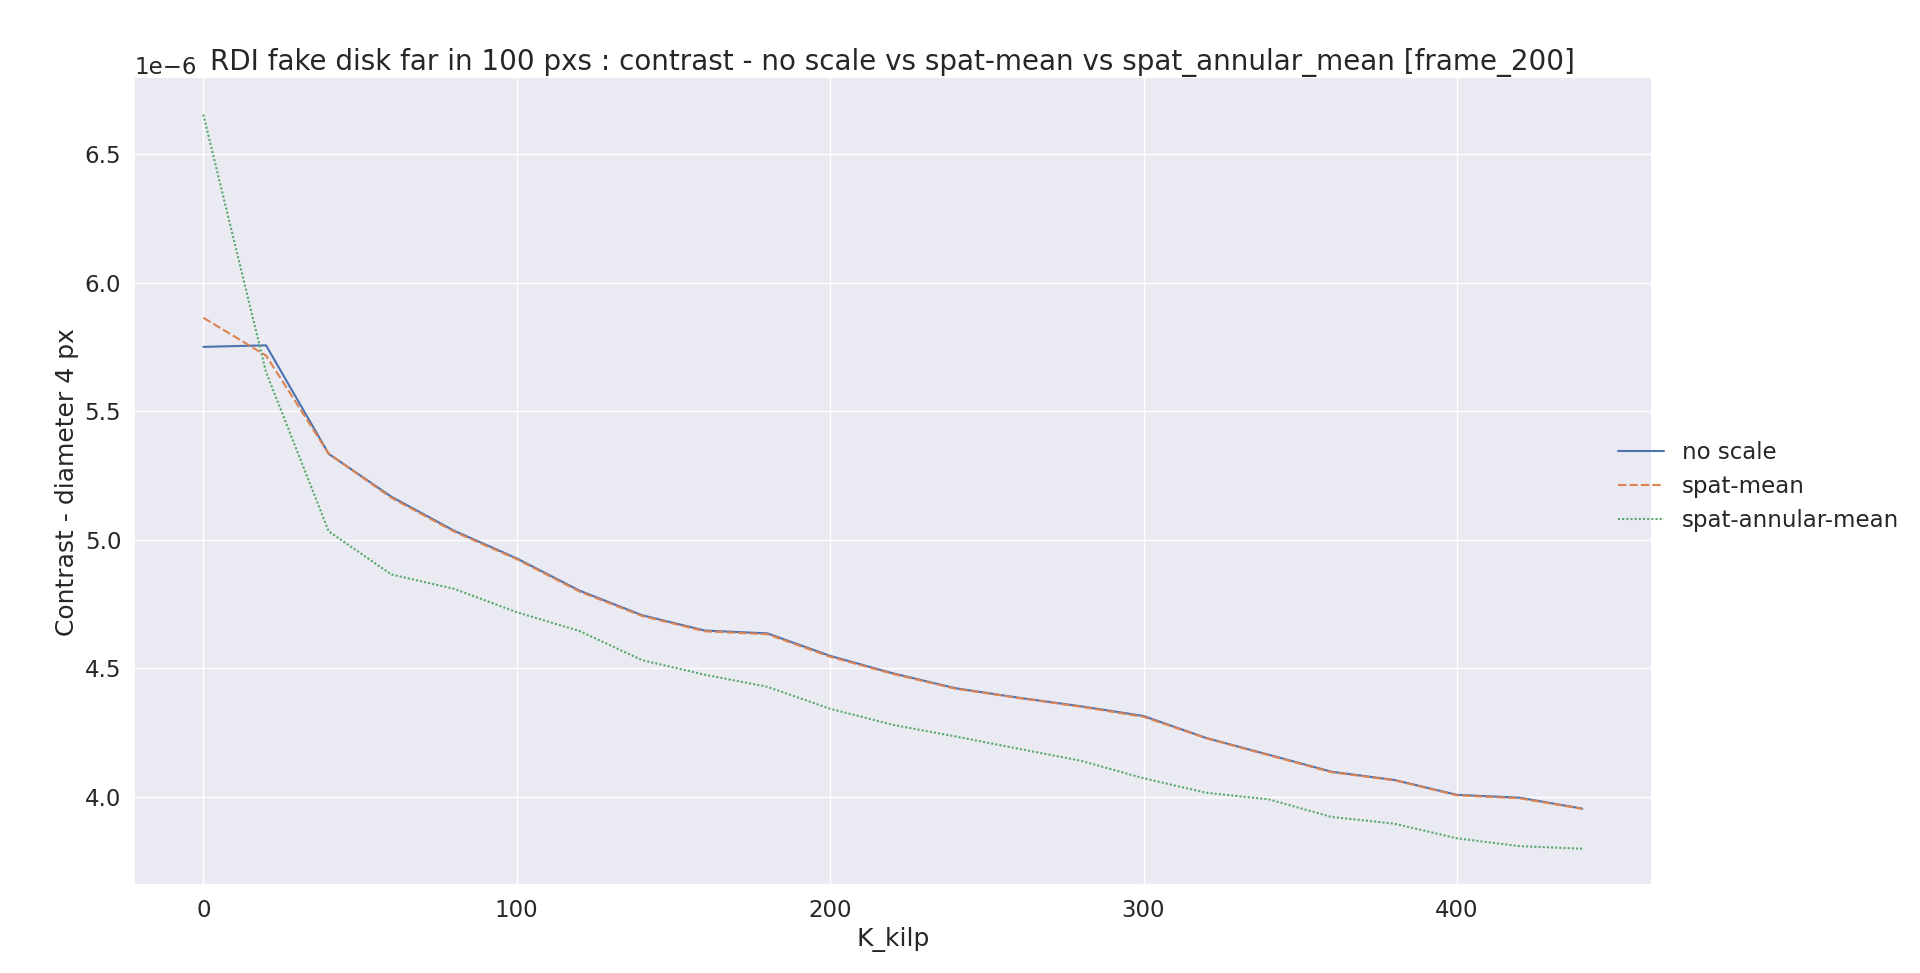 RDI fake disk far in 100 pxs : contrast - no scale vs spat-mean vs spat_annular_mean [frame_200]
1e−6
6.5
6.0
5.5
5.0
4.5
4.0
Contrast - diameter 4 px
0 100 200 300 400
K_kilp
no scale
spat-mean
spat-annular-mean